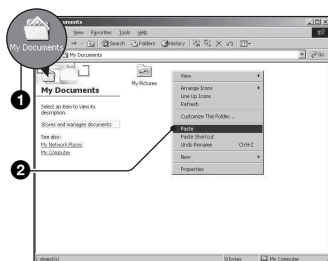 My Documents
uments
View Favorites Tools Help
Search Folders History
My Documents
Go
1
My Documents
My Pictures
Select an item to view its
description.
Stores and manages documents
See also:
My Network Places
My Computer
2
View
Arrange Icons
Line Up Icons
Refresh
Customize This Folder...
Paste
Paste Shortcut
Undo Rename Ctrl+Z
New
Properties
1 object(s)
0 bytes
My Computer